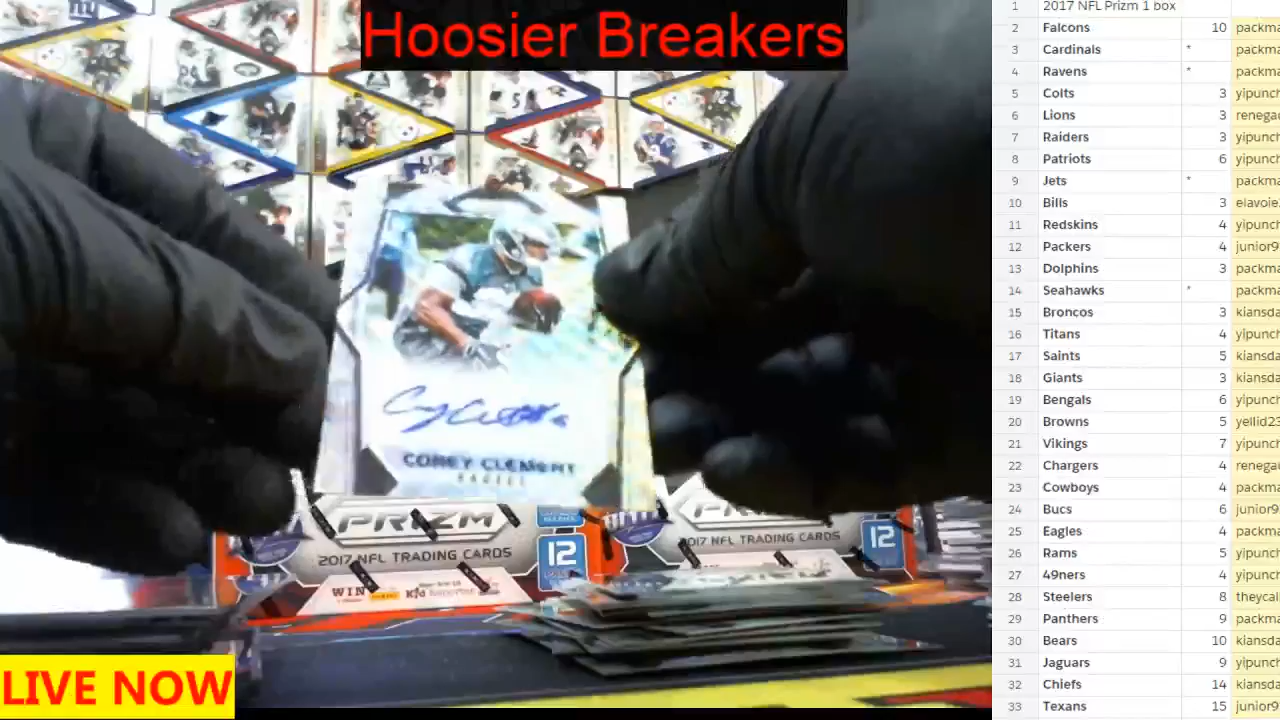 Hoosier Breakers
COREY CLEMENT
EAGLES
PRIZM
2017 NFL TRADING CARDS
WIN
12
2017 NFL TRADING CARDS
12
LIVE NOW
1 2017 NFL Prizm 1 box
2 Falcons 10 packma
3 Cardinals * packma
4 Ravens * packma
5 Colts 3 yipunch
6 Lions 3 renega
7 Raiders 3 yipunch
8 Patriots 6 yipunch
9 Jets * packma
10 Bills 3 elavoie
11 Redskins 4 yipunch
12 Packers 4 junior9
13 Dolphins 3 packma
14 Seahawks * packma
15 Broncos 3 kiansda
16 Titans 4 yipunch
17 Saints 5 kiansda
18 Giants 3 kiansda
19 Bengals 6 yipunch
20 Browns 5 yellid23
21 Vikings 7 yipunch
22 Chargers 4 renega
23 Cowboys 4 packma
24 Bucs 6 junior9
25 Eagles 4 packma
26 Rams 5 yipunch
27 49ners 4 yipunch
28 Steelers 8 theycal
29 Panthers 9 packma
30 Bears 10 kiansda
31 Jaguars 9 yipunch
32 Chiefs 14 kiansda
33 Texans 15 junior9